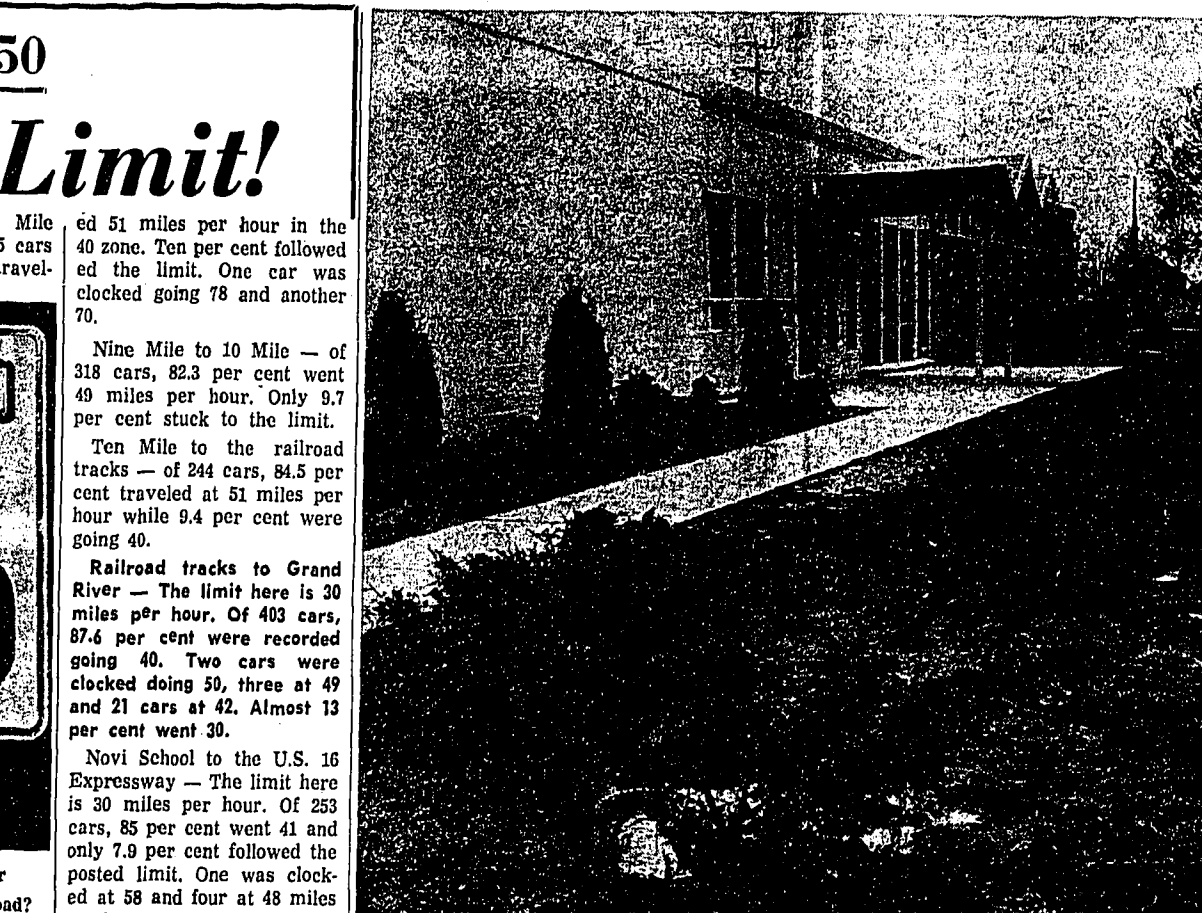 50
Limit!
Mile
5 cars
travel-
ed 51 miles per hour in the
40 zone. Ten per cent followed
ed the limit. One car was
clocked going 78 and another
70.
Nine Mile to 10 Mile — of
318 cars, 82.3 per cent went
49 miles per hour. Only 9.7
per cent stuck to the limit.
Ten Mile to the railroad
tracks — of 244 cars, 84.5 per
cent traveled at 51 miles per
hour while 9.4 per cent were
going 40.
Railroad tracks to Grand
River — The limit here is 30
miles per hour. Of 403 cars,
87.6 per cent were recorded
going 40. Two cars were
clocked doing 50, three at 49
and 21 cars at 42. Almost 13
per cent went 30.
Novi School to the U.S. 16
Expressway — The limit here
is 30 miles per hour. Of 253
cars, 85 per cent went 41 and
only 7.9 per cent followed the
posted limit. One was clock-
ed at 58 and four at 48 miles